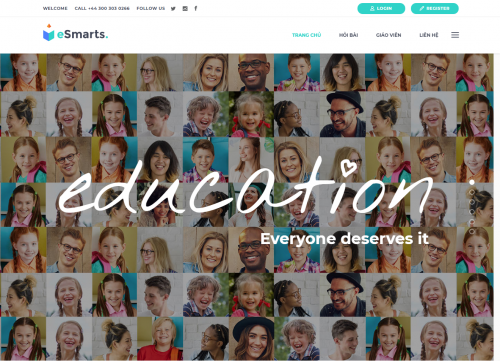 WELCOME CALL +44 300 303 0266 FOLLOW US LOGIN REGISTER
eSmarts. TRANG CHỦ HỎI BÀI GIÁO VIÊN LIÊN HỆ
education
Everyone deserves it